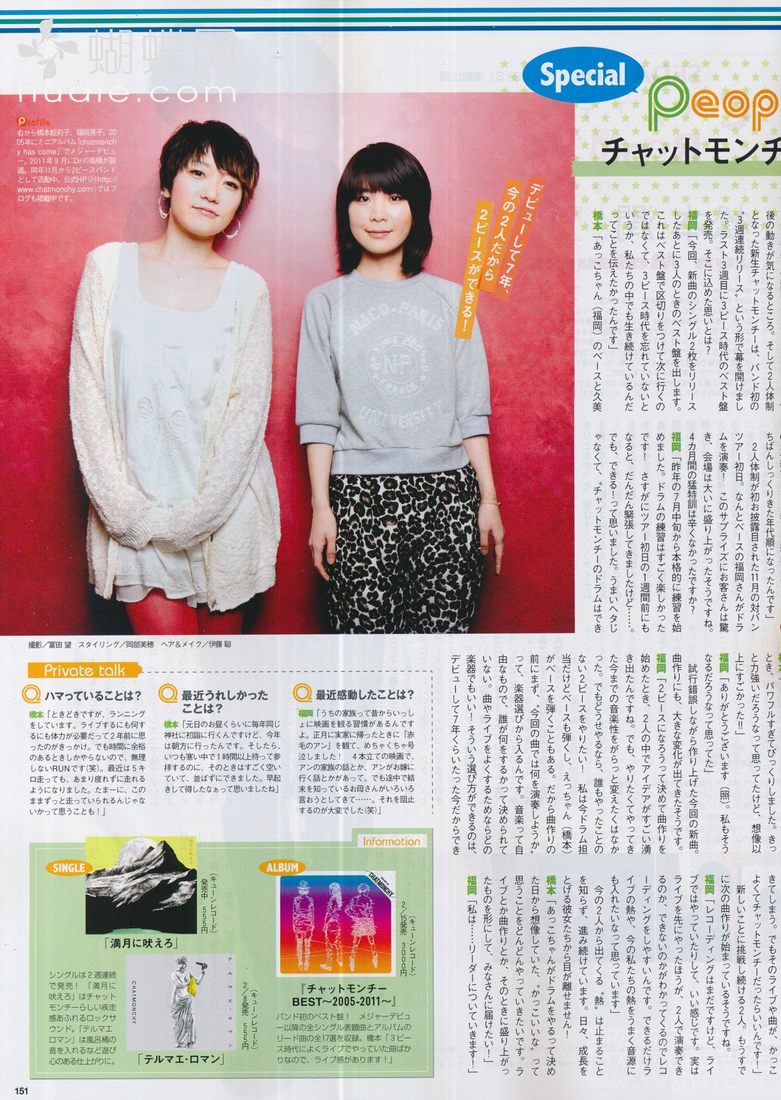 蝴蝶网
hudie.com
Special
Peop
チャットモンチ
Profile
右から橋本絵莉子、福岡晃子。20
05年にミニアルバム「chatmonc
hy has come」でメジャーデビュ
ー。2011年9月にDrの高橋が脱
退。同年11月から2ピースバンド
として活動中。公式HP(http://
www.chatmonchy.com/)ではブ
ログも掲載中です。
デビューして7年、
今の2人だから
2ピースができる！
後の動きが気になるところ。そして2人体制
となった新生チャットモンチーは、バンド初の
“3週連続リリース”という形で幕を開けまし
た。ラスト3週目に3ピース時代のベスト盤
を発売。そこに込めた思いとは？
福岡「今回、新曲のシングル2枚をリリース
したあとに3人のときのベスト盤を出します。
これはベスト盤で区切りをつけて次に行くの
ではなくて、3ピース時代を忘れていないと
いうか、私たちの中でも生き続けているんだ
ってことを伝えたかったんです」
橋本「あっこちゃん（福岡）のベースと久美
ちばんしっくりきた年代順になったんです」
2人体制が初お披露目された11月の対バン
ツアー初日。なんとベースの福岡さんがドラ
ムを演奏！ このサプライズにお客さんは驚
き、会場は大いに盛り上がったそうですね。
4カ月間の猛特訓は辛くなかったですか？
福岡「昨年の7月中旬から本格的に練習を始
めました。ドラムの練習はすごく楽しかった
です！ さすがにツアー初日の1週間前にも
なると、だんだん緊張してきましたけど……。
でも、できる！って思いました。うまいヘタじ
ゃなくて、“チャットモンチーのドラムはでき
とき、パワフルすぎてびっくりしました。きっ
と力強いだろうなって思ってたけど、想像以
上にすごかった!!」
福岡「ありがとうございます（照）。私もそう
なるだろうなって思ってた」
試行錯誤しながら作り上げた今回の新曲。
曲作りにも、大きな変化が出てきたそうです。
福岡「2ピースになろうって決めて曲作りを
始めたとき、2人の中でアイデアがすごい湧
き出たんですね。でも、やりたくてやってき
た今までの音楽性をがらっと変えたくはなか
った。でもどうせやるなら、誰もやったことの
ない2ピースをやりたい！ 私は今ドラム担
当だけどベースも弾くし、えっちゃん（橋本）
がベースを弾くこともある。だから曲作りの
前にまず、“今回の曲では何を演奏しようか
って、楽器選びから入るんです。音楽って自
由なもので、誰が何をするかって決められて
いない。曲やライブをよくするためならどの
楽器でもいい！そういう選び方ができるのは、
デビューして7年くらいたった今だからでき
きてしまう。でもそのライブや曲が、かっこ
よくてチャットモンチーだったらいいんです！」
新しいことに挑戦し続ける2人。もうすで
に次の曲作りが始まっているそうですね。
福岡「レコーディングはまだですけど、ライ
ブではやっていたりして、いい感じです。実は
ライブを先にやったほうが、2人で演奏でき
るのか、できないのかがわかってくるのでレコ
ーディングをしやすいんです。できるだけラ
イブの熱や、今の私たちの熱をうまく音源に
も入れたいなって思っています」
今の2人から出てくる“熱”は止まること
を知らず、進み続けています。日々、成長を
とげる彼女たちから目が離せません！
橋本「あっこちゃんがドラムをやるって決め
た日から想像していた、“かっこいいな”って
思うことをどんどんやっていきたいです。ラ
イブとか曲作りとか、そのときに盛り上がっ
たものを形にして、みなさんに届けたい！」
福岡「私は……リーダーについていきます！」
撮影／冨田 望 スタイリング／岡部美穂 ヘア＆メイク／伊藤 聡
Private talk
Q ハマっていることは？
橋本「ときどきですが、ランニング
をしています。ライブするにも何す
るにも体力が必要だって2年前に思
ったのがきっかけ。でも時間に余裕
のあるときしかやらないので、無理
しないRUNです（笑）。最近は5キ
ロ走っても、あまり疲れずに走れる
ようになりました。たまーに、この
ままずっと走っていられるんじゃな
いかって思うことも！」
Q 最近うれしかった
ことは？
橋本「元日のお昼くらいに毎年同じ
神社に初詣に行くんですけど、今年
は朝方に行ったんです。そしたら、
いつも寒い中で1時間以上待って参
拝するのに、そのときはすごく空い
ていて、並ばずにできました。早起
きして得したなぁって思いましたね」
Q 最近感動したことは？
福岡「うちの家族って昔からいっし
ょに映画を観る習慣があるんです
よ。正月に実家に帰ったときに『赤
毛のアン』を観て、めちゃくちゃ号
泣しました！ 4本立ての映画で、
アンの家族の話とか、アンがお嫁に
行く話とかがあって。でも途中で結
末を知っているお母さんがいろいろ
言おうとしてきて……。それを阻止
するのが大変でした（笑）」
Information
SINGLE
「満月に吠えろ」
（キューンレコード）
発売中 555円
シングルは2週連続
で発売！「満月に
吠えろ」はチャット
モンチーらしい疾走
感あふれるロックサ
ウンド。「テルマエ・
ロマン」は風呂桶の
音を入れるなど遊び
心のある仕上がりに。
CHATMONCHY
テルマエ・ロマン
「テルマエ・ロマン」
（キューンレコード）
2/8発売 555円
ALBUM
CHATMONCHY
（キューンレコード）
2/15発売 3000円
『チャットモンチー
BEST〜2005-2011〜』
バンド初のベスト盤！ メジャーデビュ
ー以降の全シングル表題曲とアルバムの
リード曲の全17選を収録。橋本「3ピー
ス時代によくライブでやっていた曲ばか
りなので、ライブ感があります！」
151